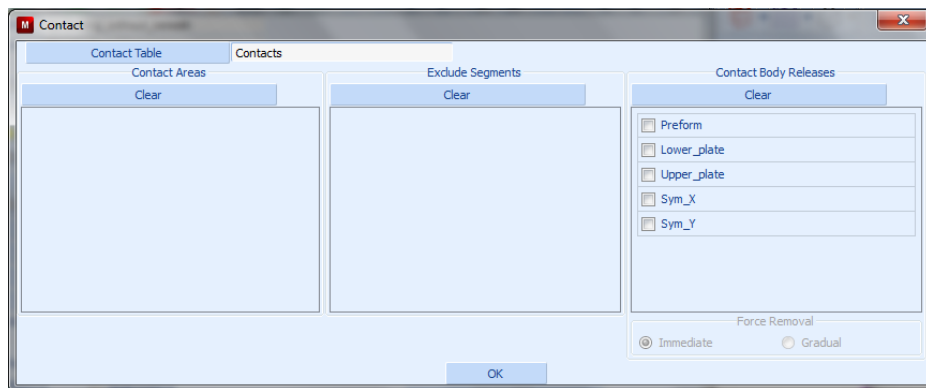 M Contact
Contact Table Contacts
Contact Areas Exclude Segments Contact Body Releases
Clear Clear Clear
Preform
Lower_plate
Upper_plate
Sym_X
Sym_Y
Force Removal
Immediate Gradual
OK